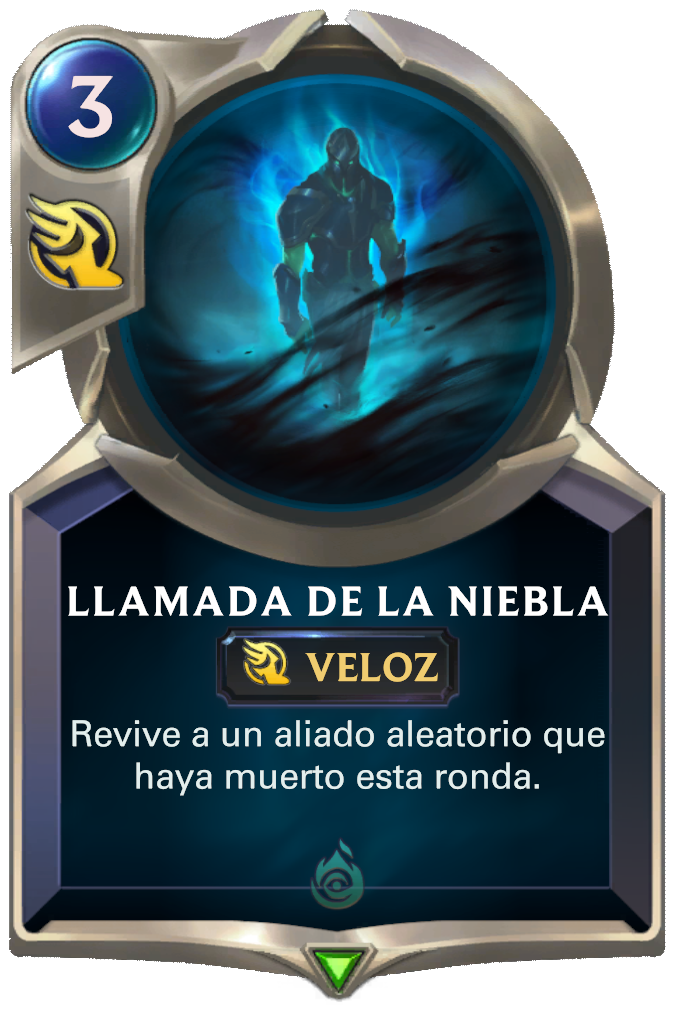 3
LLAMADA DE LA NIEBLA
VELOZ
Revive a un aliado aleatorio que
haya muerto esta ronda.